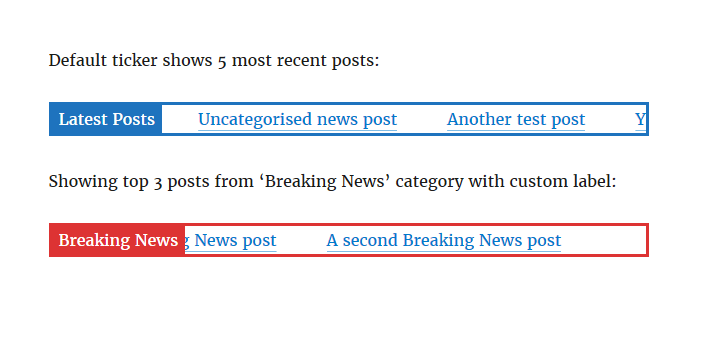 Default ticker shows 5 most recent posts:
Latest Posts Uncategorised news post Another test post Y
Showing top 3 posts from ‘Breaking News’ category with custom label:
Breaking News g News post A second Breaking News post